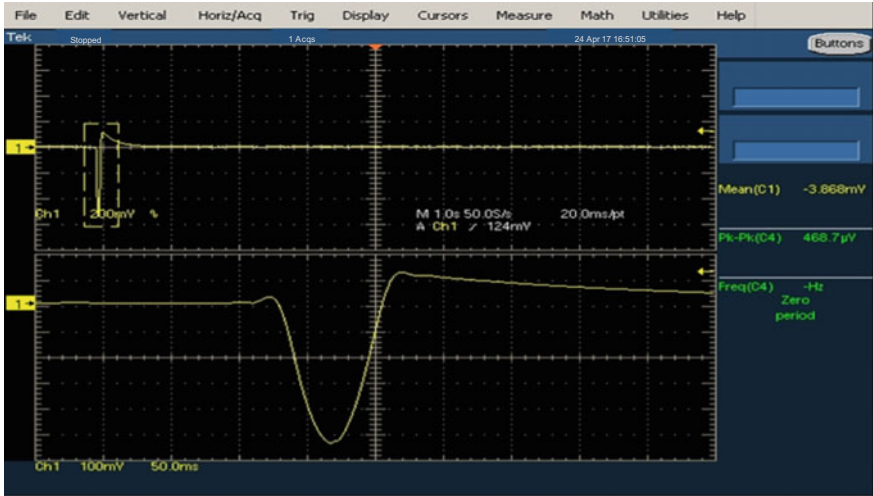 File Edit Vertical Horiz/Acq Trig Display Cursors Measure Math Utilities Help
Tek Stopped 1 Acqs 24 Apr 17 16:51:05 Buttons
1
Mean(C1) -3.868mV
Ch1 200mV M 1.0s 50.0S/s 20.0ms/pt
A Ch1 124mV
Pk-Pk(C4) 468.7µV
Freq(C4) -Hz
Zero
period
1
Ch1 100mV 50.0ms